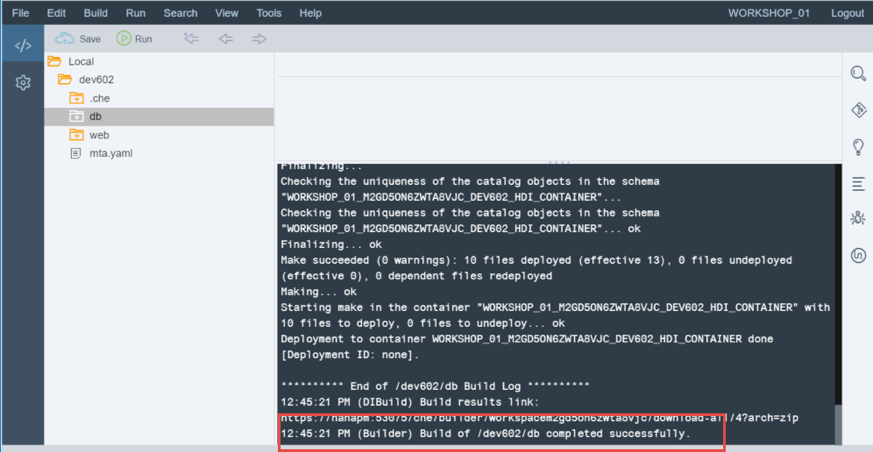 File Edit Build Run Search View Tools Help WORKSHOP_01 Logout
Save Run
Local
dev602
.che
db
web
mta.yaml
Finalizing...
Checking the uniqueness of the catalog objects in the schema
"WORKSHOP_01_M2GD5ON6ZWTA8VJC_DEV602_HDI_CONTAINER"...
Checking the uniqueness of the catalog objects in the schema
"WORKSHOP_01_M2GD5ON6ZWTA8VJC_DEV602_HDI_CONTAINER"... ok
Finalizing... ok
Make succeeded (0 warnings): 10 files deployed (effective 13), 0 files undeployed
(effective 0), 0 dependent files redeployed
Making... ok
Starting make in the container "WORKSHOP_01_M2GD5ON6ZWTA8VJC_DEV602_HDI_CONTAINER" with
10 files to deploy, 0 files to undeploy... ok
Deployment to container WORKSHOP_01_M2GD5ON6ZWTA8VJC_DEV602_HDI_CONTAINER done
[Deployment ID: none].
********** End of /dev602/db Build Log **********
12:45:21 PM (DIBuild) Build results link:
https://hanapm:53075/che/builder/workspacem2gd5on6zwta8vjc/download-all/4?arch=zip
12:45:21 PM (Builder) Build of /dev602/db completed successfully.